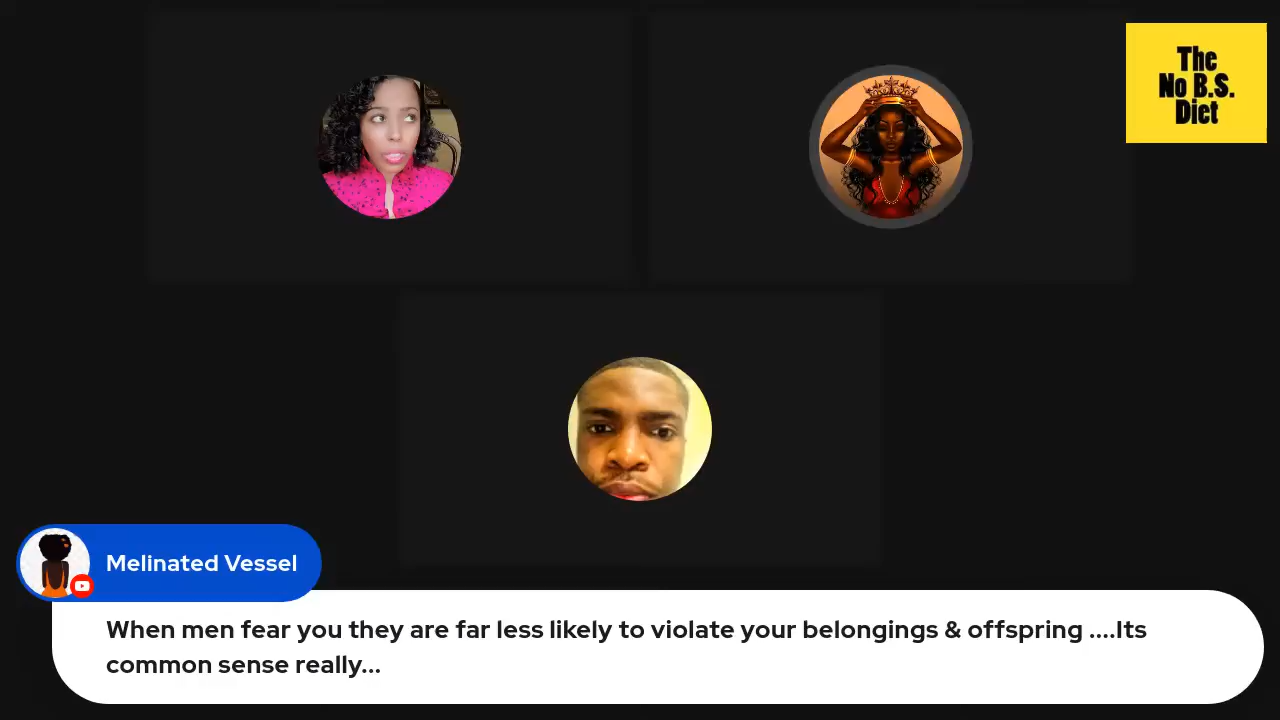 The
No B.S.
Diet
Melinated Vessel
When men fear you they are far less likely to violate your belongings & offspring ....Its
common sense really...